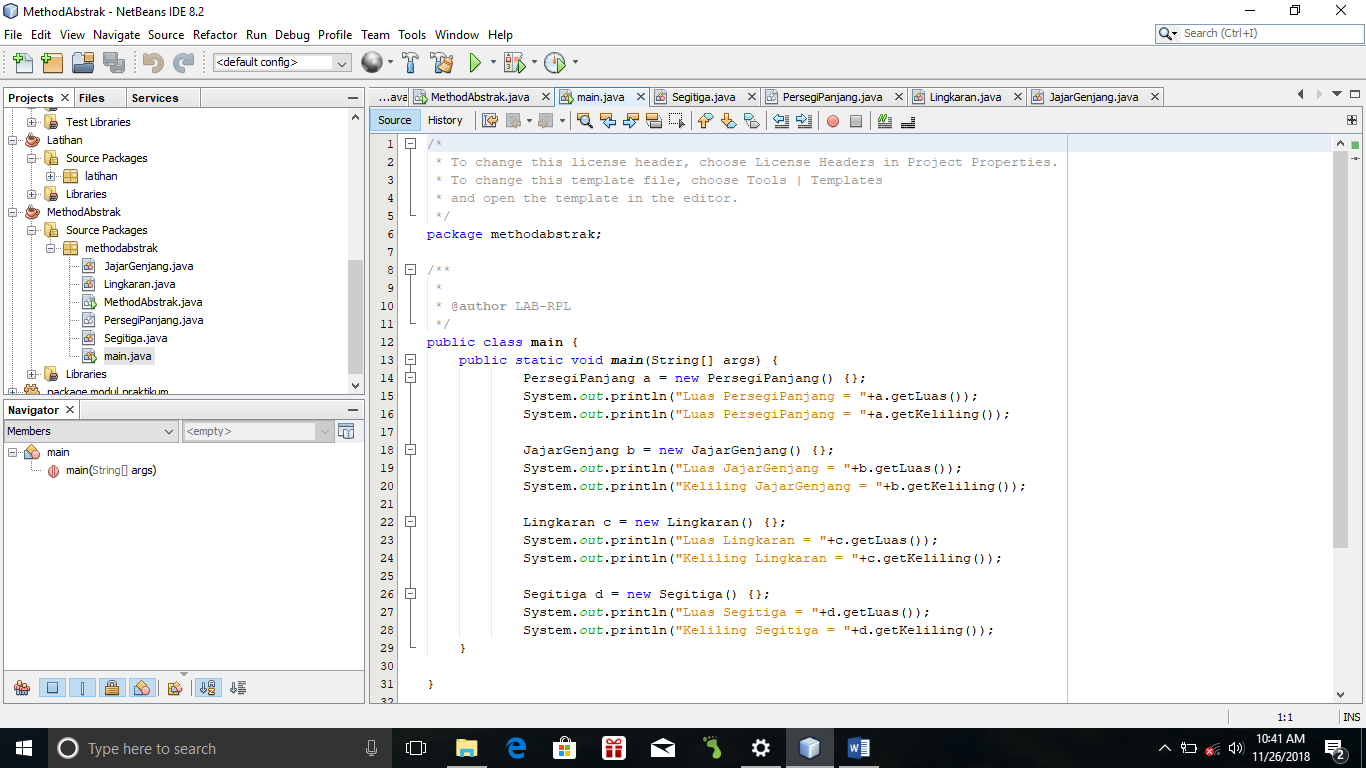 MethodAbstrak - NetBeans IDE 8.2
File Edit View Navigate Source Refactor Run Debug Profile Team Tools Window Help
Search (Ctrl+I)
<default config>
Projects Files Services
Test Libraries
Latihan
Source Packages
latihan
Libraries
MethodAbstrak
Source Packages
methodabstrak
JajarGenjang.java
Lingkaran.java
MethodAbstrak.java
PersegiPanjang.java
Segitiga.java
main.java
Libraries
package modul praktikum
Navigator
Members <empty>
main
main(String[] args)
...ava MethodAbstrak.java main.java Segitiga.java PersegiPanjang.java Lingkaran.java JajarGenjang.java
Source History
1 /*
2 * To change this license header, choose License Headers in Project Properties.
3 * To change this template file, choose Tools | Templates
4 * and open the template in the editor.
5 */
6 package methodabstrak;
7
8 /**
9 *
10 * @author LAB-RPL
11 */
12 public class main {
13 public static void main(String[] args) {
14 PersegiPanjang a = new PersegiPanjang() {};
15 System.out.println("Luas PersegiPanjang = "+a.getLuas());
16 System.out.println("Luas PersegiPanjang = "+a.getKeliling());
17
18 JajarGenjang b = new JajarGenjang() {};
19 System.out.println("Luas JajarGenjang = "+b.getLuas());
20 System.out.println("Keliling JajarGenjang = "+b.getKeliling());
21
22 Lingkaran c = new Lingkaran() {};
23 System.out.println("Luas Lingkaran = "+c.getLuas());
24 System.out.println("Keliling Lingkaran = "+c.getKeliling());
25
26 Segitiga d = new Segitiga() {};
27 System.out.println("Luas Segitiga = "+d.getLuas());
28 System.out.println("Keliling Segitiga = "+d.getKeliling());
29 }
30
31 }
32
1:1 INS
Type here to search
10:41 AM
11/26/2018
2